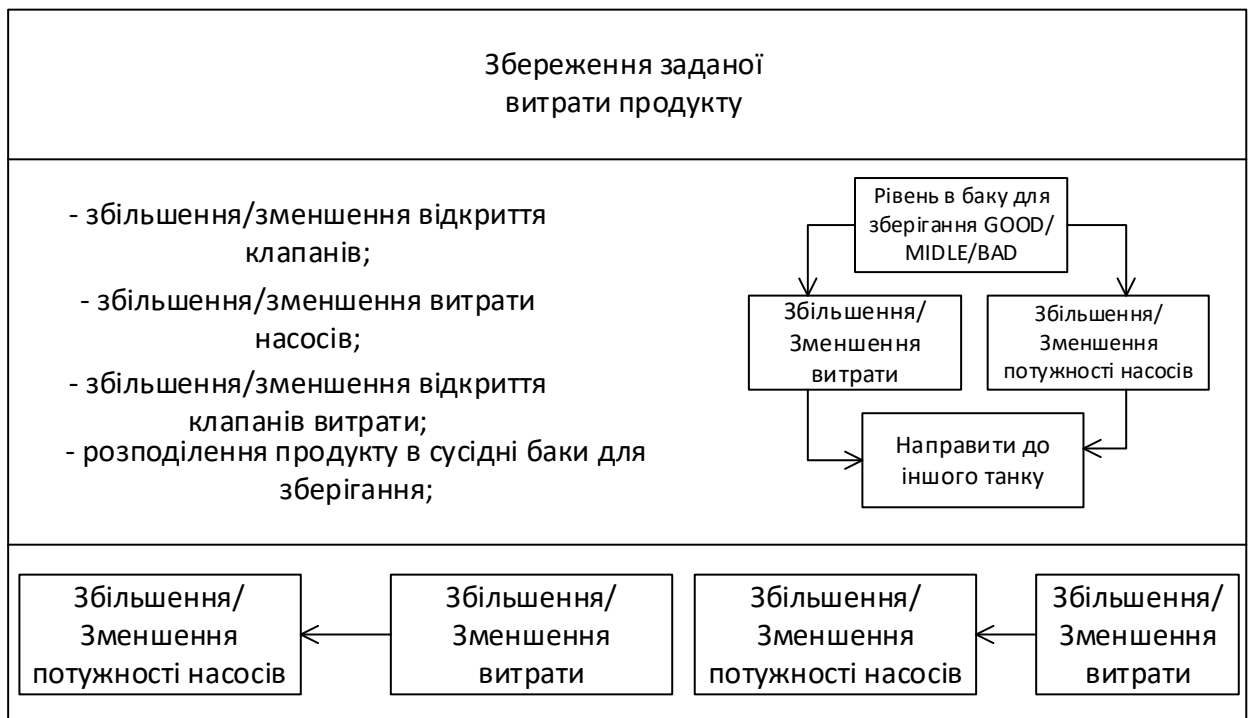 Збереження заданої
витрати продукту
- збільшення/зменшення відкриття
клапанів;
- збільшення/зменшення витрати
насосів;
- збільшення/зменшення відкриття
клапанів витрати;
- розподілення продукту в сусідні баки для
зберігання;
Рівень в баку для
зберігання GOOD/
MIDLE/BAD
Збільшення/
Зменшення
витрати
Збільшення/
Зменшення
потужності насосів
Направити до
іншого танку
Збільшення/
Зменшення
потужності насосів
Збільшення/
Зменшення
витрати
Збільшення/
Зменшення
потужності насосів
Збільшення/
Зменшення
витрати